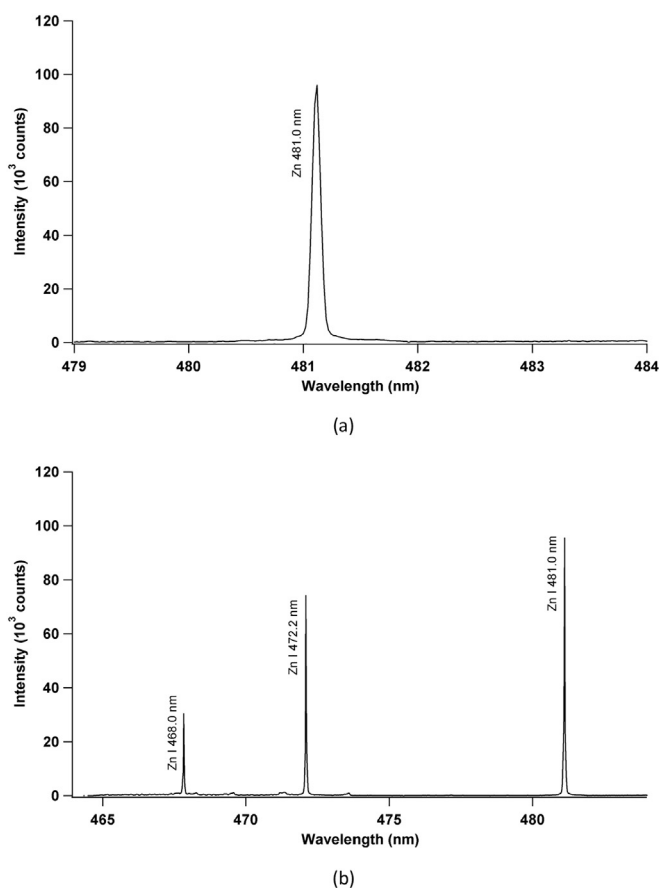 120
100
80
60
40
20
0
Intensity (10³ counts)
Zn 481.0 nm
479 480 481 482 483 484
Wavelength (nm)
(a)
120
100
80
60
40
20
0
Intensity (10³ counts)
Zn I 468.0 nm
Zn I 472.2 nm
Zn I 481.0 nm
465 470 475 480
Wavelength (nm)
(b)